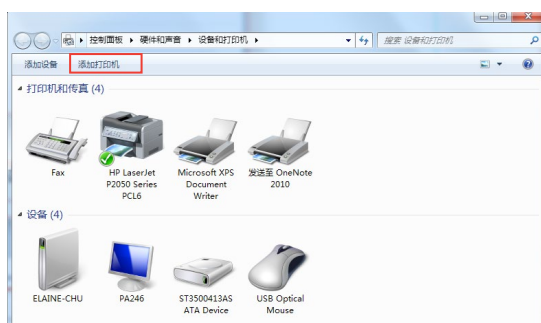 控制面板 ▸ 硬件和声音 ▸ 设备和打印机 ▸
搜索 设备和打印机
添加设备 添加打印机
打印机和传真 (4)
Fax
HP LaserJet
P2050 Series
PCL6
Microsoft XPS
Document
Writer
发送至 OneNote
2010
设备 (4)
ELAINE-CHU
PA246
ST3500413AS
ATA Device
USB Optical
Mouse